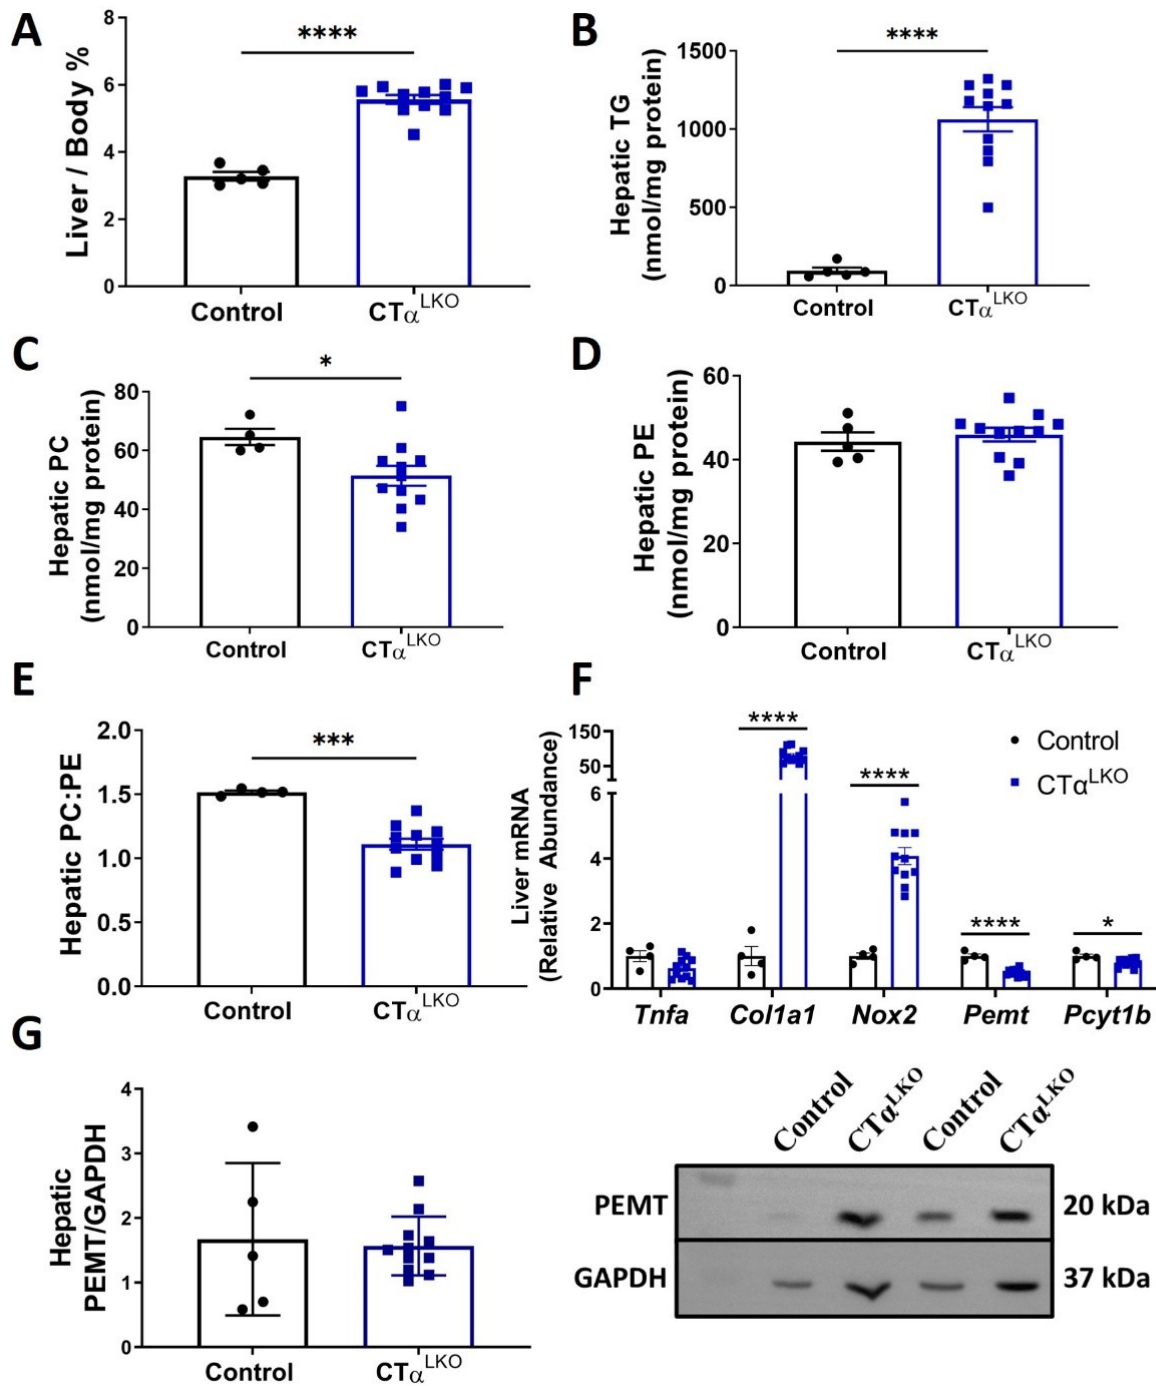 A
Liver / Body %
8
6
4
2
0
****
Control
CTα^LKO
B
Hepatic TG
(nmol/mg protein)
1500
1000
500
0
****
Control
CTα^LKO
C
Hepatic PC
(nmol/mg protein)
80
60
40
20
0
*
Control
CTα^LKO
D
Hepatic PE
(nmol/mg protein)
60
40
20
0
Control
CTα^LKO
E
Hepatic PC:PE
2.0
1.5
1.0
0.5
0.0
***
Control
CTα^LKO
F
Liver mRNA
(Relative Abundance)
150
50
6
4
2
0
****
****
****
*
Control
CTα^LKO
Tnfa Col1a1 Nox2 Pemt Pcyt1b
G
Hepatic
PEMT/GAPDH
4
3
2
1
0
Control
CTα^LKO
Control CTα^LKO Control CTα^LKO
PEMT 20 kDa
GAPDH 37 kDa